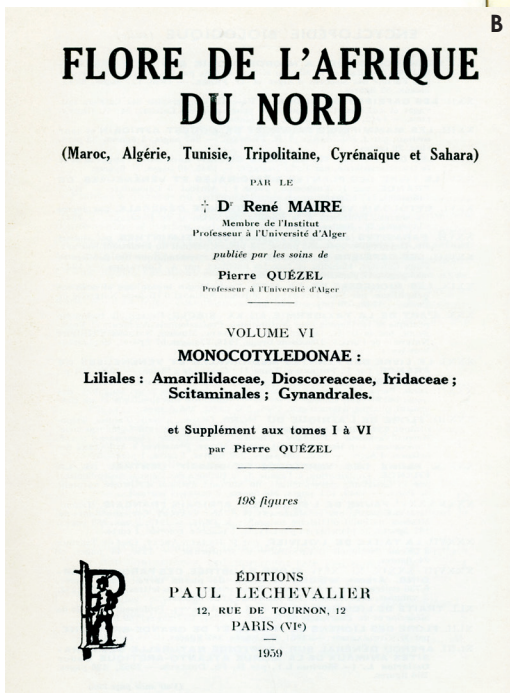 B
FLORE DE L'AFRIQUE
DU NORD
(Maroc, Algérie, Tunisie, Tripolitaine, Cyrénaïque et Sahara)
PAR LE
† Dʳ René MAIRE
Membre de l'Institut
Professeur à l'Université d'Alger
publiée par les soins de
Pierre QUÉZEL
Professeur à l'Université d'Alger
VOLUME VI
MONOCOTYLEDONAE :
Liliales : Amarillidaceae, Dioscoreaceae, Iridaceae ;
Scitaminales ; Gynandrales.
et Supplément aux tomes I à VI
par Pierre QUÉZEL
198 figures
ÉDITIONS
PAUL LECHEVALIER
12, RUE DE TOURNON, 12
PARIS (VIᵉ)
1959